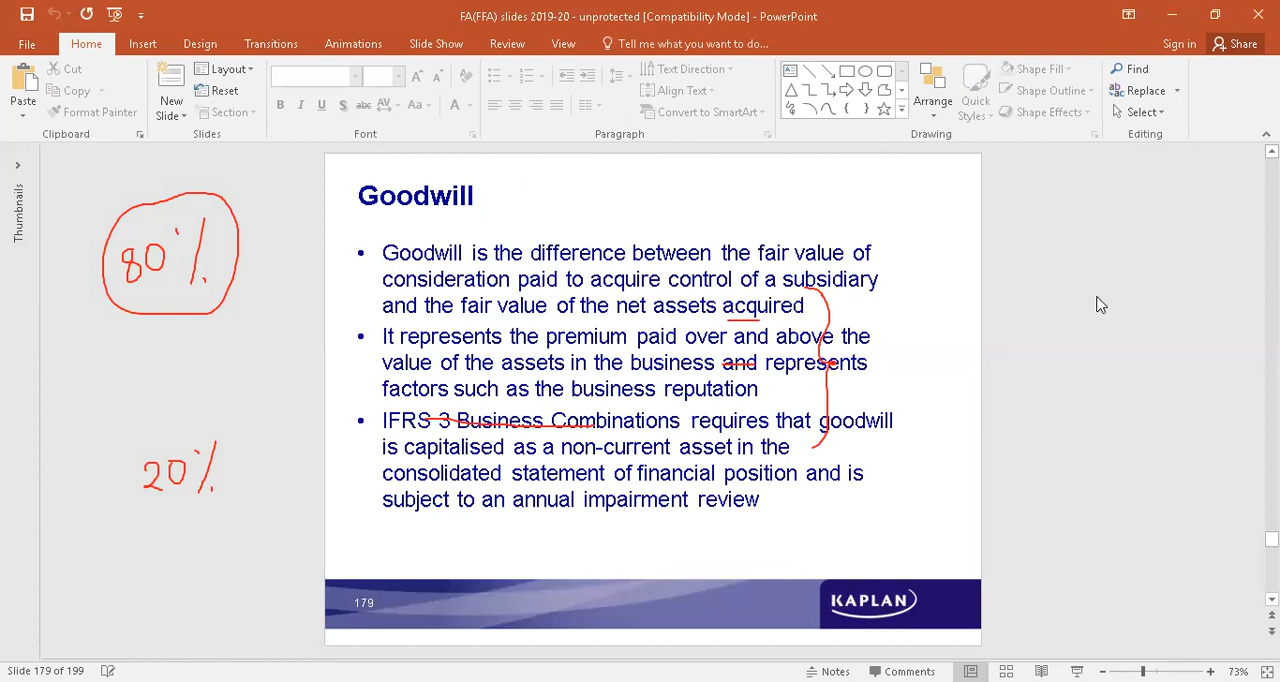 FA(FFA) slides 2019-20 - unprotected [Compatibility Mode] - PowerPoint
File Home Insert Design Transitions Animations Slide Show Review View Tell me what you want to do... Sign in Share
Paste
Cut
Copy
Format Painter
Clipboard
New Slide
Layout
Reset
Section
Slides
B I U S abc AV Aa A
Font
Text Direction
Align Text
Convert to SmartArt
Paragraph
Arrange
Quick Styles
Shape Fill
Shape Outline
Shape Effects
Drawing
Find
Replace
Select
Editing
Thumbnails
80%
20%
Goodwill
• Goodwill is the difference between the fair value of
consideration paid to acquire control of a subsidiary
and the fair value of the net assets acquired
• It represents the premium paid over and above the
value of the assets in the business and represents
factors such as the business reputation
• IFRS 3 Business Combinations requires that goodwill
is capitalised as a non-current asset in the
consolidated statement of financial position and is
subject to an annual impairment review
179
KAPLAN
Slide 179 of 199 Notes Comments 73%